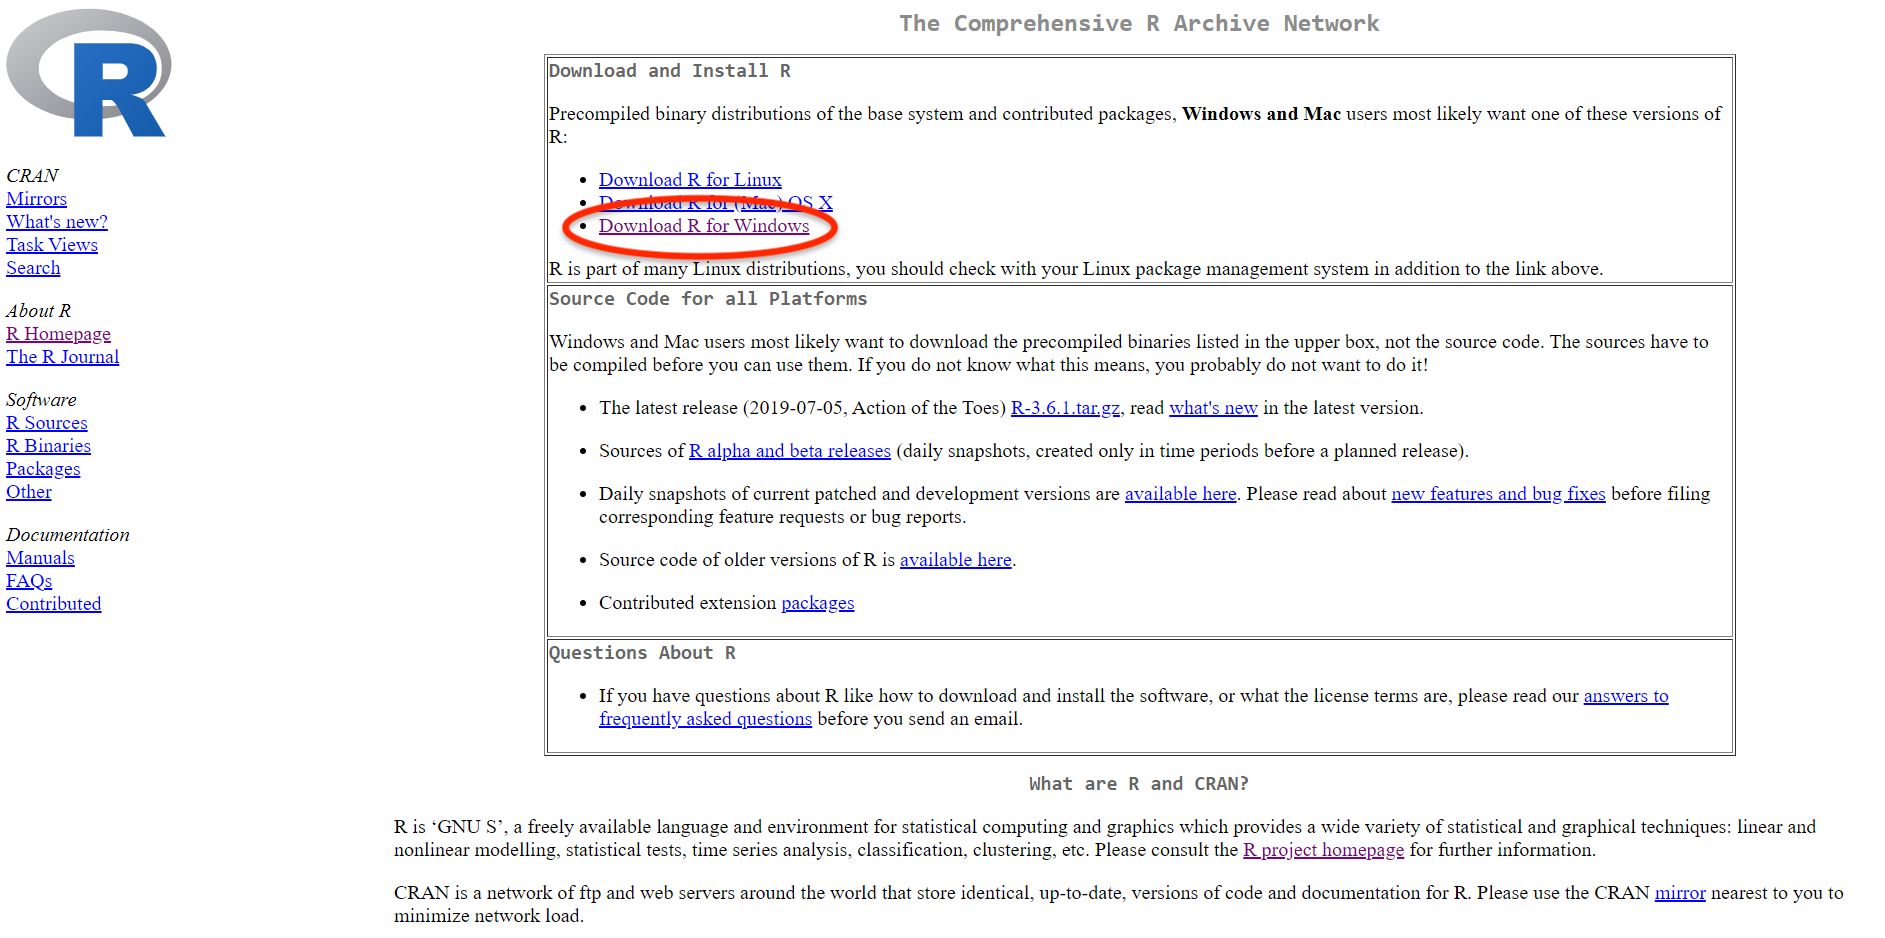 R
CRAN
Mirrors
What's new?
Task Views
Search
About R
R Homepage
The R Journal
Software
R Sources
R Binaries
Packages
Other
Documentation
Manuals
FAQs
Contributed
The Comprehensive R Archive Network
Download and Install R
Precompiled binary distributions of the base system and contributed packages, Windows and Mac users most likely want one of these versions of
R:
• Download R for Linux
• Download R for (Mac) OS X
• Download R for Windows
R is part of many Linux distributions, you should check with your Linux package management system in addition to the link above.
Source Code for all Platforms
Windows and Mac users most likely want to download the precompiled binaries listed in the upper box, not the source code. The sources have to
be compiled before you can use them. If you do not know what this means, you probably do not want to do it!
• The latest release (2019-07-05, Action of the Toes) R-3.6.1.tar.gz, read what's new in the latest version.
• Sources of R alpha and beta releases (daily snapshots, created only in time periods before a planned release).
• Daily snapshots of current patched and development versions are available here. Please read about new features and bug fixes before filing
corresponding feature requests or bug reports.
• Source code of older versions of R is available here.
• Contributed extension packages
Questions About R
• If you have questions about R like how to download and install the software, or what the license terms are, please read our answers to
frequently asked questions before you send an email.
What are R and CRAN?
R is ‘GNU S’, a freely available language and environment for statistical computing and graphics which provides a wide variety of statistical and graphical techniques: linear and
nonlinear modelling, statistical tests, time series analysis, classification, clustering, etc. Please consult the R project homepage for further information.
CRAN is a network of ftp and web servers around the world that store identical, up-to-date, versions of code and documentation for R. Please use the CRAN mirror nearest to you to
minimize network load.